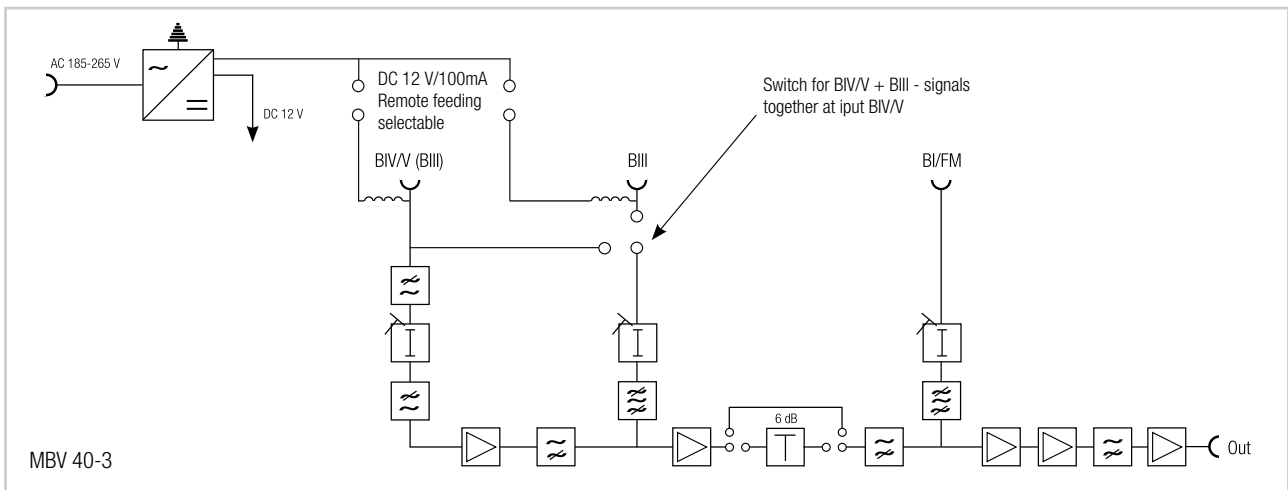 AC 185-265 V
DC 12 V
DC 12 V/100mA
Remote feeding
selectable
Switch for BIV/V + BIII - signals
together at iput BIV/V
BIV/V (BIII)
BIII
BI/FM
6 dB
Out
MBV 40-3